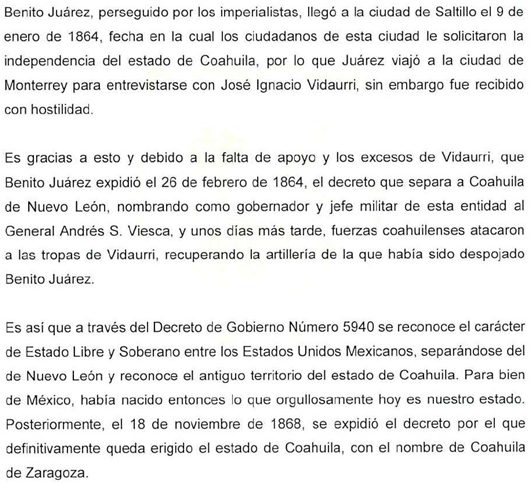 Benito Juárez, perseguido por los imperialistas, llegó a la ciudad de Saltillo el 9 de
enero de 1864, fecha en la cual los ciudadanos de esta ciudad le solicitaron la
independencia del estado de Coahuila, por lo que Juárez viajó a la ciudad de
Monterrey para entrevistarse con José Ignacio Vidaurri, sin embargo fue recibido
con hostilidad.
Es gracias a esto y debido a la falta de apoyo y los excesos de Vidaurri, que
Benito Juárez expidió el 26 de febrero de 1864, el decreto que separa a Coahuila
de Nuevo León, nombrando como gobernador y jefe militar de esta entidad al
General Andrés S. Viesca, y unos días más tarde, fuerzas coahuilenses atacaron
a las tropas de Vidaurri, recuperando la artillería de la que había sido despojado
Benito Juárez.
Es así que a través del Decreto de Gobierno Número 5940 se reconoce el carácter
de Estado Libre y Soberano entre los Estados Unidos Mexicanos, separándose del
de Nuevo León y reconoce el antiguo territorio del estado de Coahuila. Para bien
de México, había nacido entonces lo que orgullosamente hoy es nuestro estado.
Posteriormente, el 18 de noviembre de 1868, se expidió el decreto por el que
definitivamente queda erigido el estado de Coahuila, con el nombre de Coahuila
de Zaragoza.